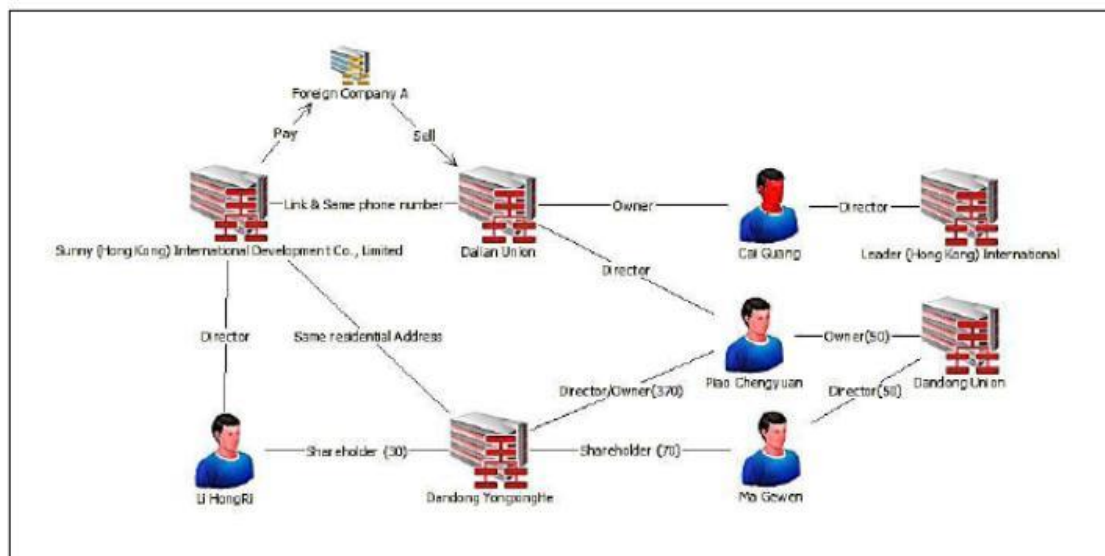 Foreign Company A
Pay
Sell
Link & Same phone number
Owner
Director
Sunny (Hong Kong) International Development Co., Limited
Dalian Union
Cai Guang
Leader (Hong Kong) International
Director
Director
Same residential Address
Owner(50)
Piao Chengyuan
Dandong Union
Director/Owner(370)
Director(50)
Shareholder (30)
Shareholder (70)
Li HongRi
Dandong YongxingHe
Ma Gewen